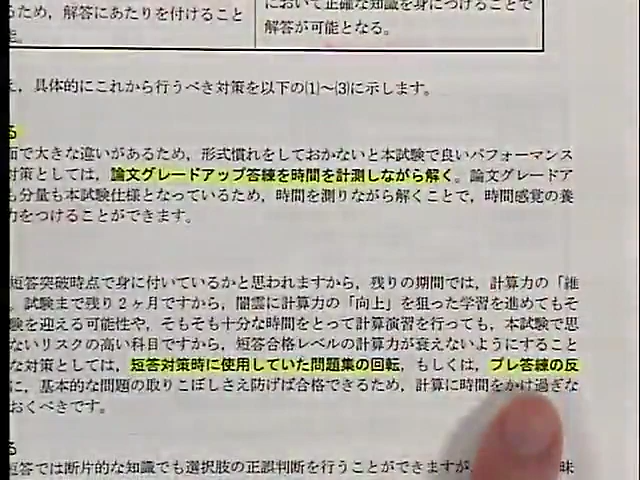 るため，解答にあたりを付けること
能。
において正確な知識を身につけることで
解答が可能となる。
え，具体的にこれから行うべき対策を以下の(1)～(3)に示します。
る
面で大きな違いがあるため，形式慣れをしておかないと本試験で良いパフォーマンス
対策としては，論文グレードアップ答練を時間を計測しながら解く。論文グレードア
も分量も本試験仕様となっているため，時間を測りながら解くことで，時間感覚の養
力をつけることができます。
短答突破時点で身に付いているかと思われますから，残りの期間では，計算力の「維
。試験まで残り２ヶ月ですから，闇雲に計算力の「向上」を狙った学習を進めてもそ
験を迎える可能性や，そもそも十分な時間をとって計算演習を行っても，本試験で思
ないリスクの高い科目ですから，短答合格レベルの計算力が衰えないようにすること
な対策としては，短答対策時に使用していた問題集の回転，もしくは，プレ答練の反
に，基本的な問題の取りこぼしさえ防げば合格できるため，計算に時間をかけ過ぎな
おくべきです。
る
短答では断片的な知識でも選択肢の正誤判断を行うことができますが
味